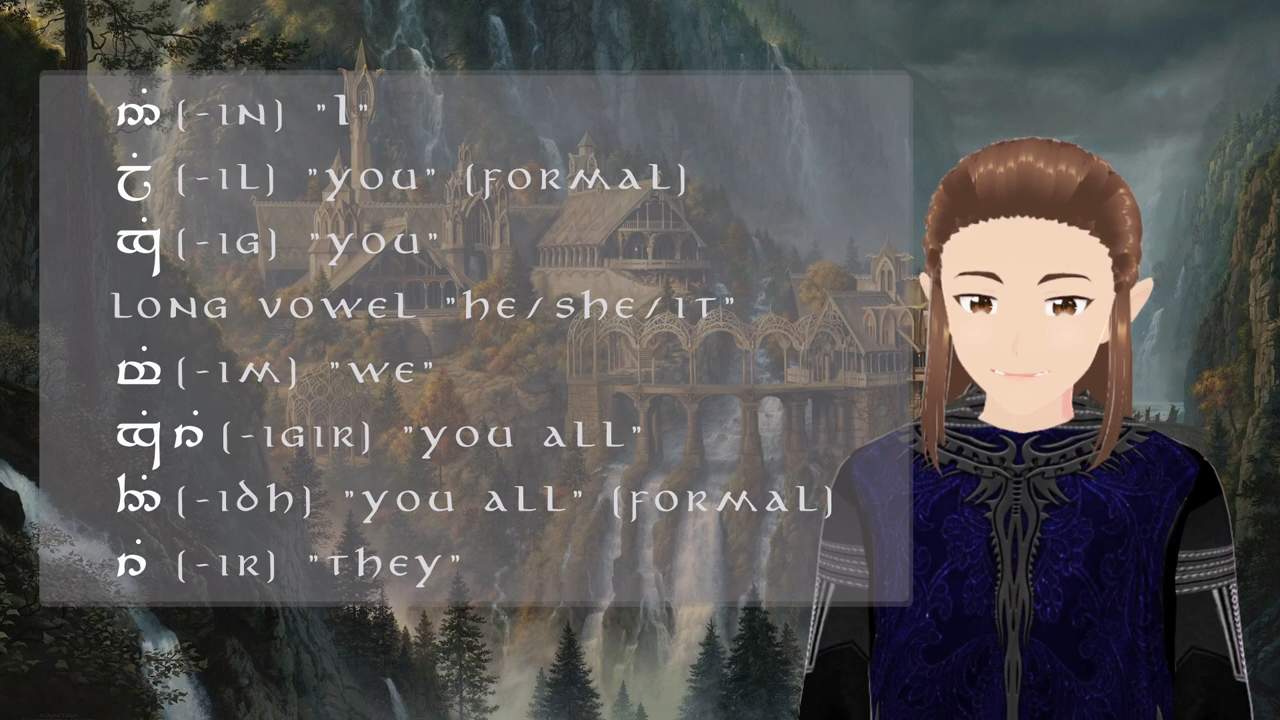 (-in) "I"
(-il) "you" (formal)
(-ig) "you"
Long vowel "he/she/it"
(-im) "we"
(-igir) "you all"
(-idh) "you all" (formal)
(-ir) "they"